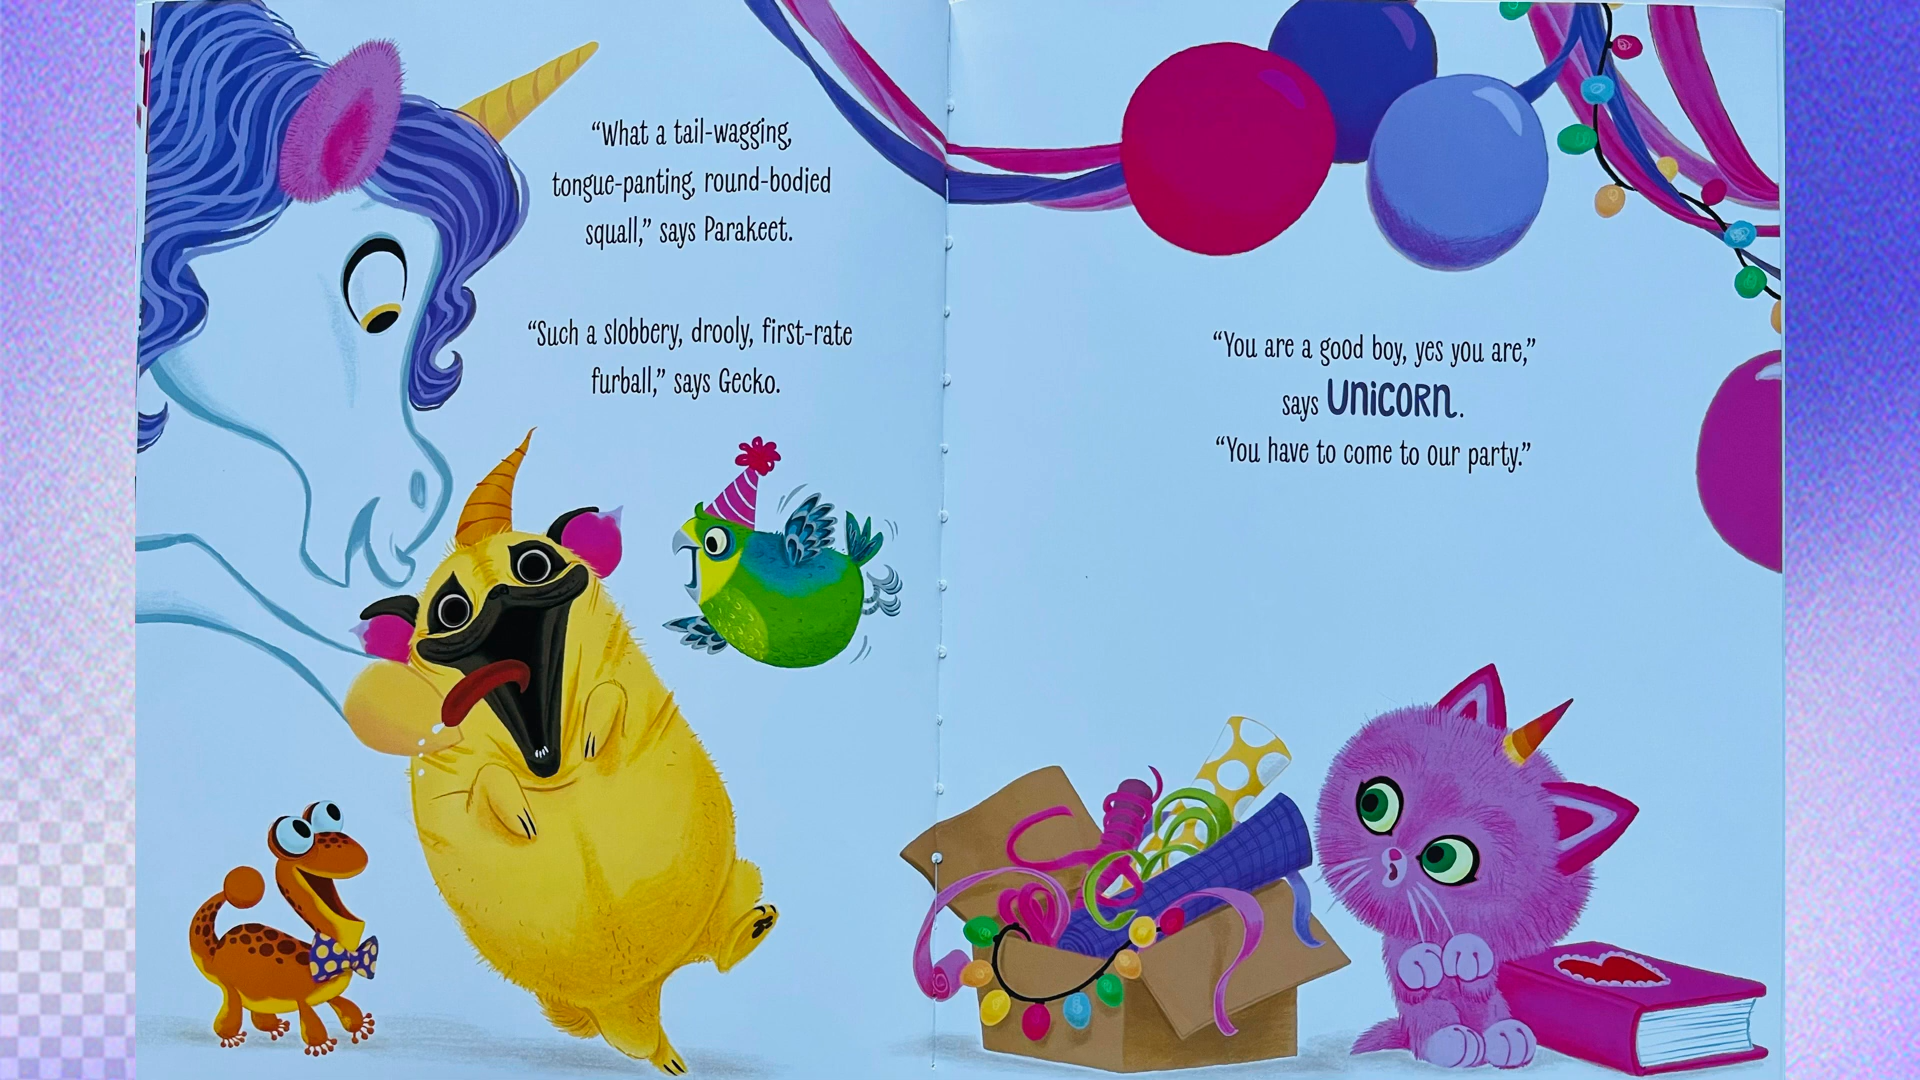 “What a tail-wagging,
tongue-panting, round-bodied
squall,” says Parakeet.
“Such a slobbery, drooly, first-rate
furball,” says Gecko.
“You are a good boy, yes you are,”
says UNiCORN.
“You have to come to our party.”